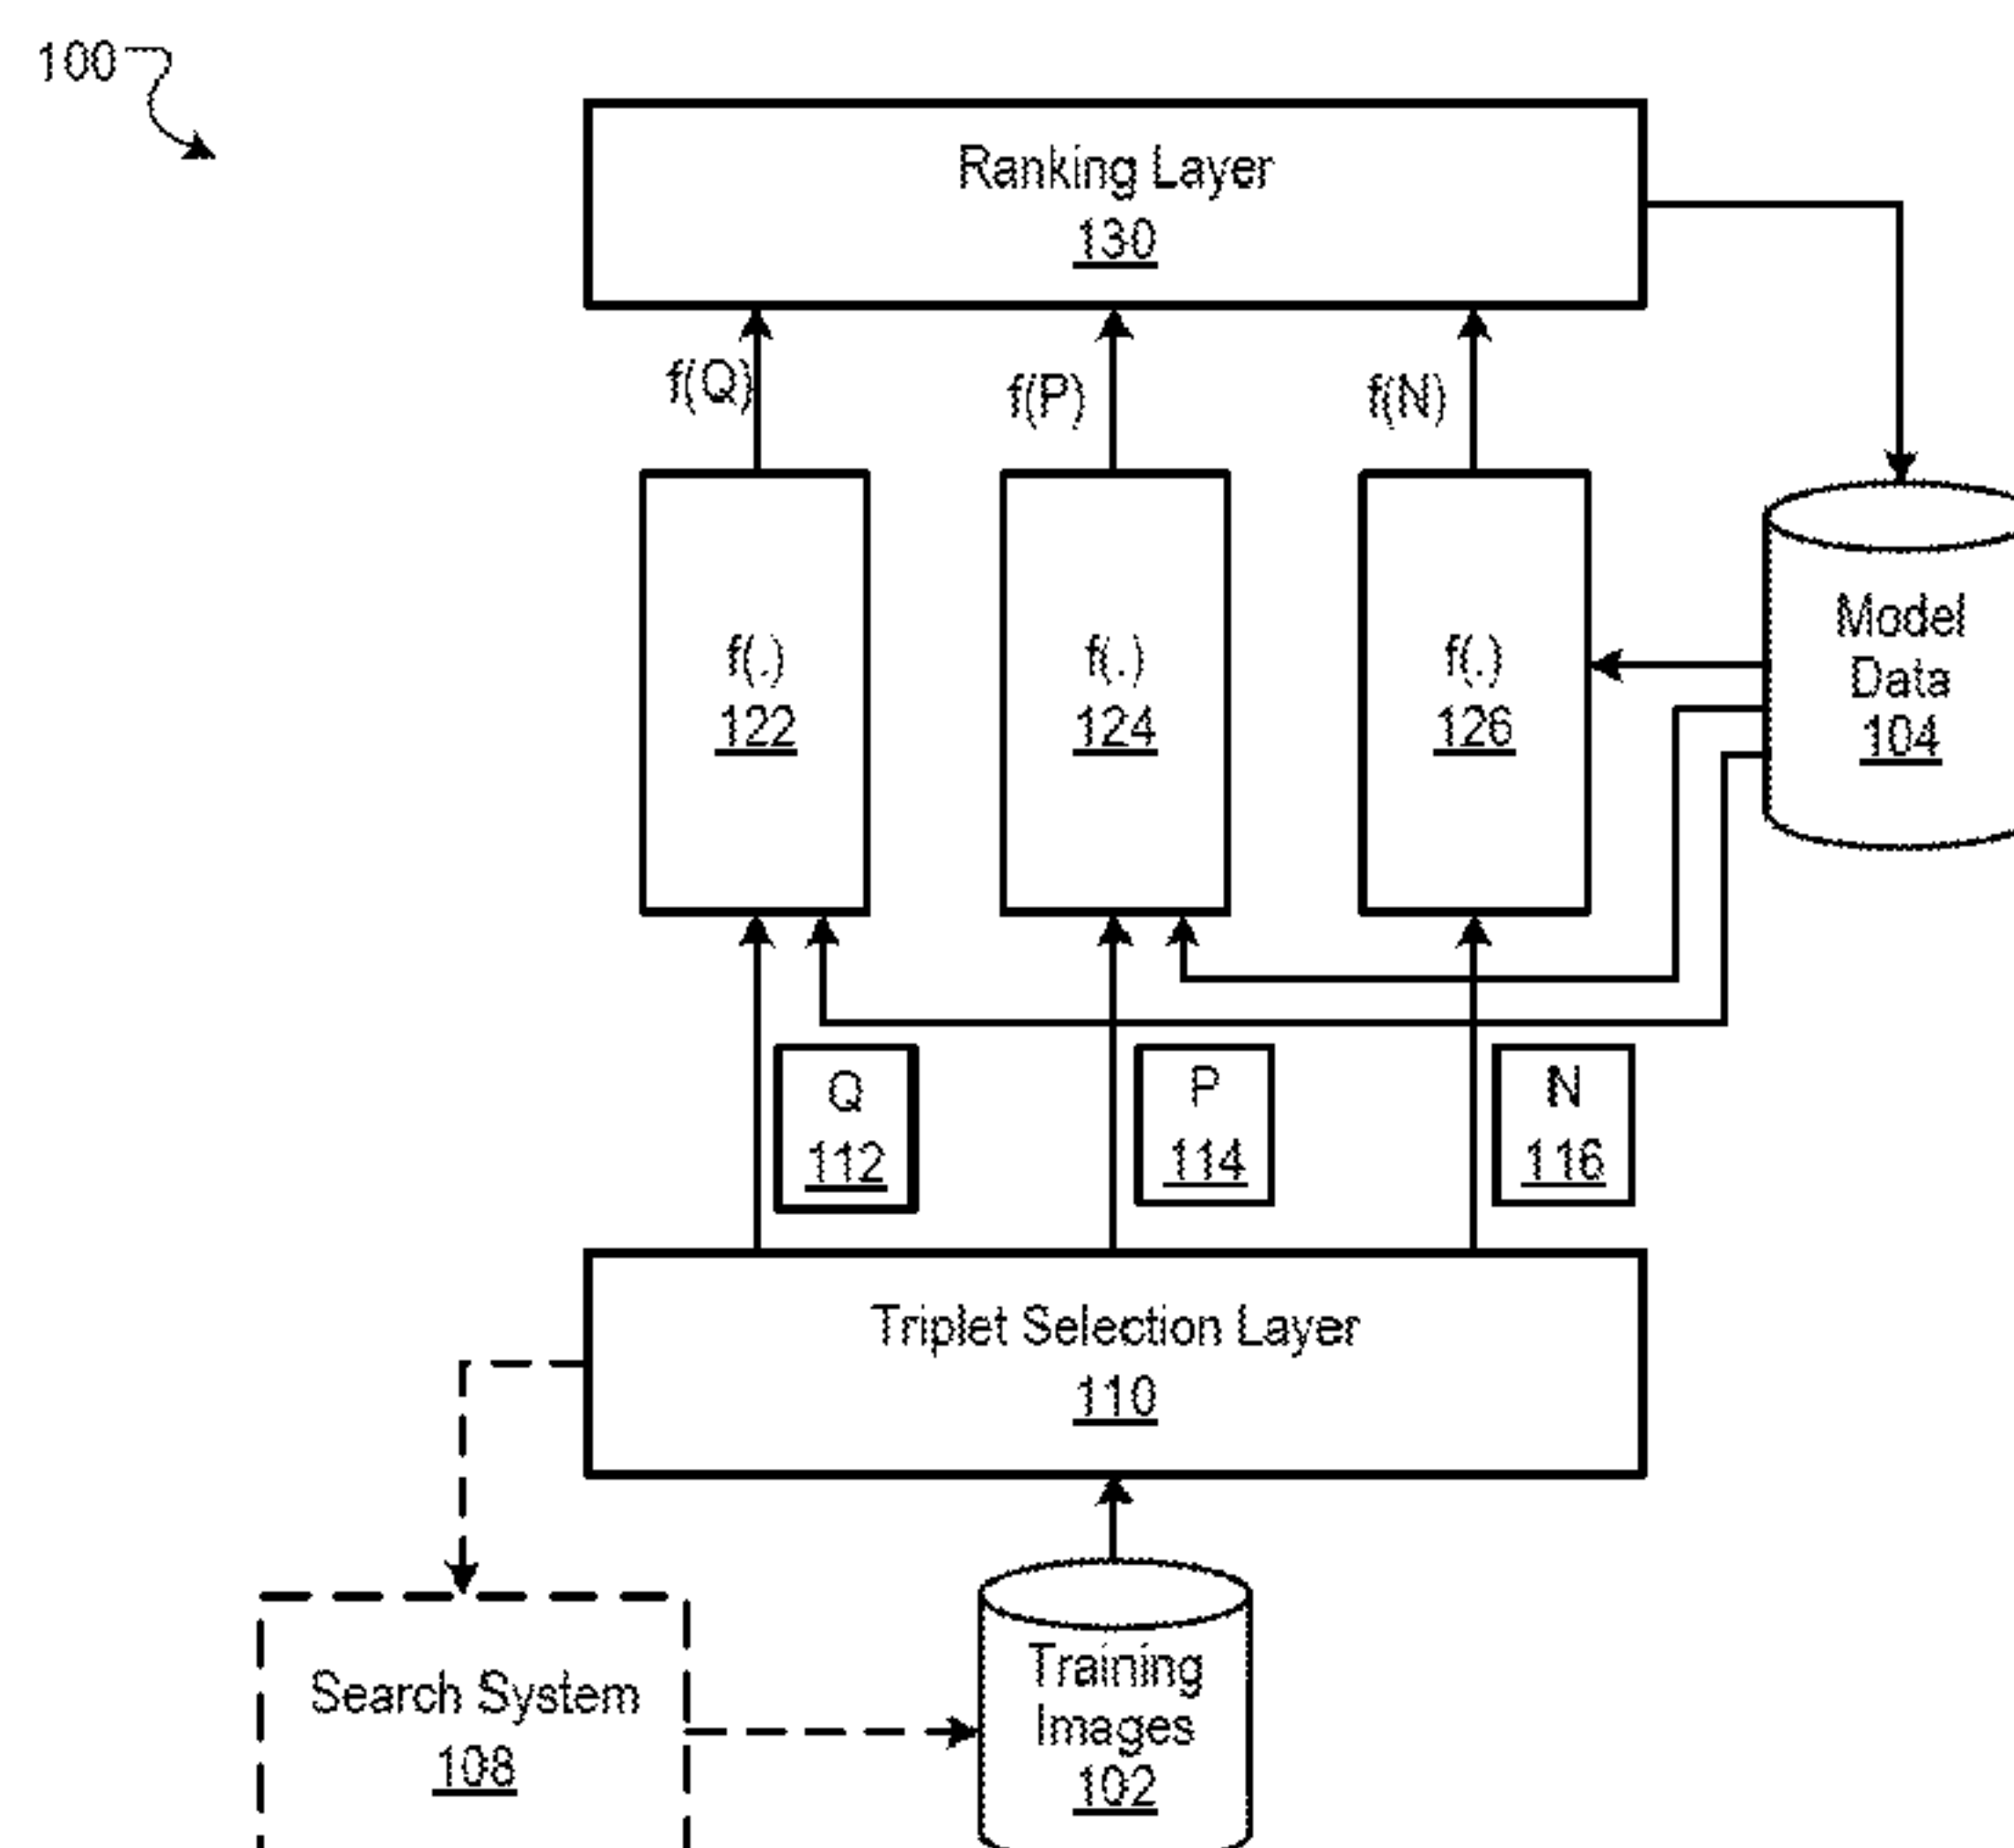 100
Ranking Layer
130
f(Q)
f(P)
f(N)
f(.)
122
f(.)
124
f(.)
126
Model
Data
104
Q
112
P
114
N
116
Triplet Selection Layer
110
Search System
108
Training
Images
102